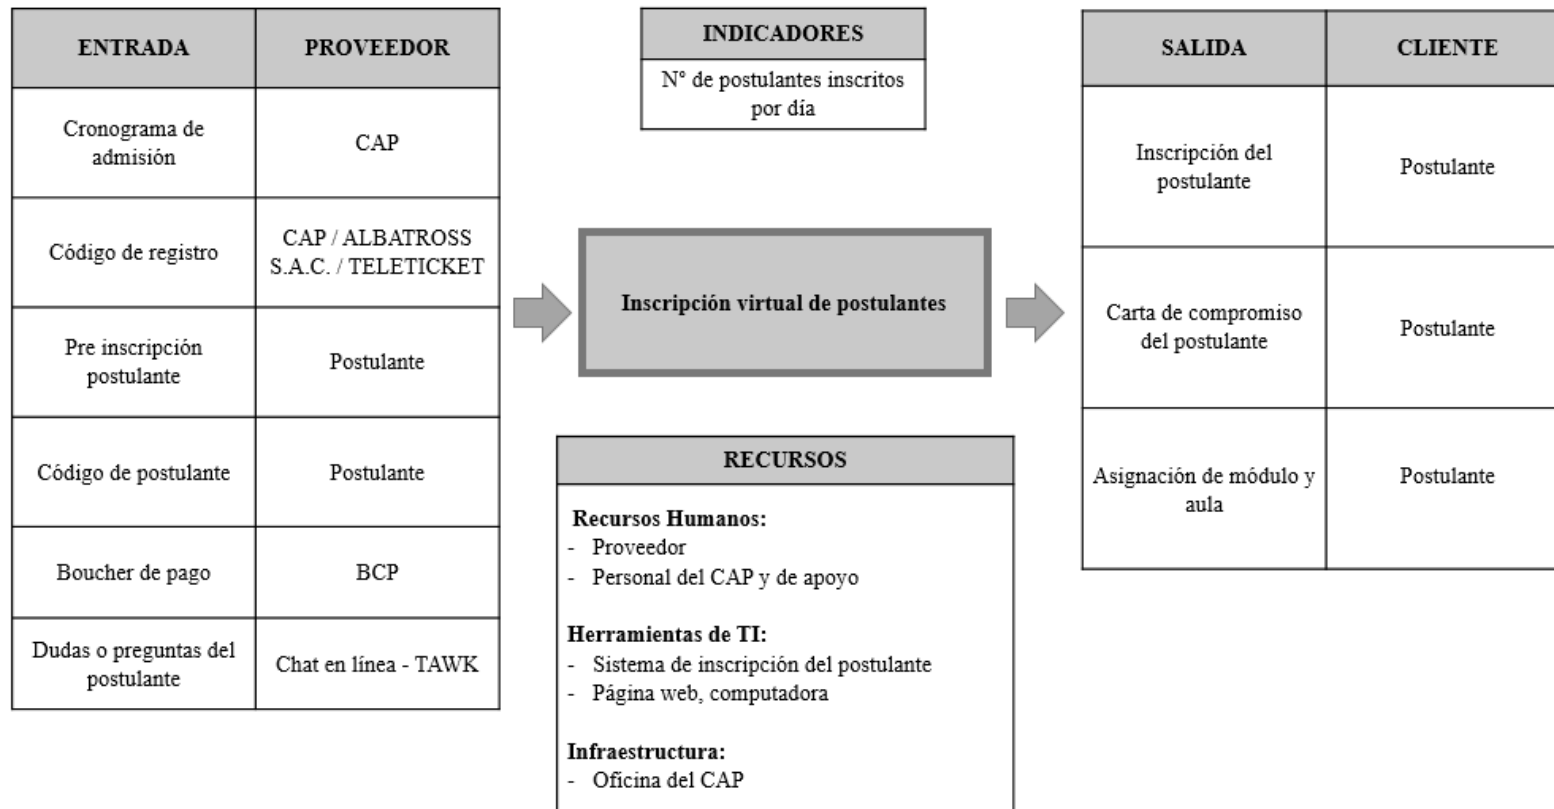 ENTRADA
PROVEEDOR
Cronograma de
admisión
CAP
Código de registro
CAP / ALBATROSS
S.A.C. / TELETICKET
Pre inscripción
postulante
Postulante
Código de postulante
Postulante
Boucher de pago
BCP
Dudas o preguntas del
postulante
Chat en línea - TAWK
INDICADORES
N° de postulantes inscritos
por día
Inscripción virtual de postulantes
RECURSOS
Recursos Humanos:
- Proveedor
- Personal del CAP y de apoyo
Herramientas de TI:
- Sistema de inscripción del postulante
- Página web, computadora
Infraestructura:
- Oficina del CAP
SALIDA
CLIENTE
Inscripción del
postulante
Postulante
Carta de compromiso
del postulante
Postulante
Asignación de módulo y
aula
Postulante